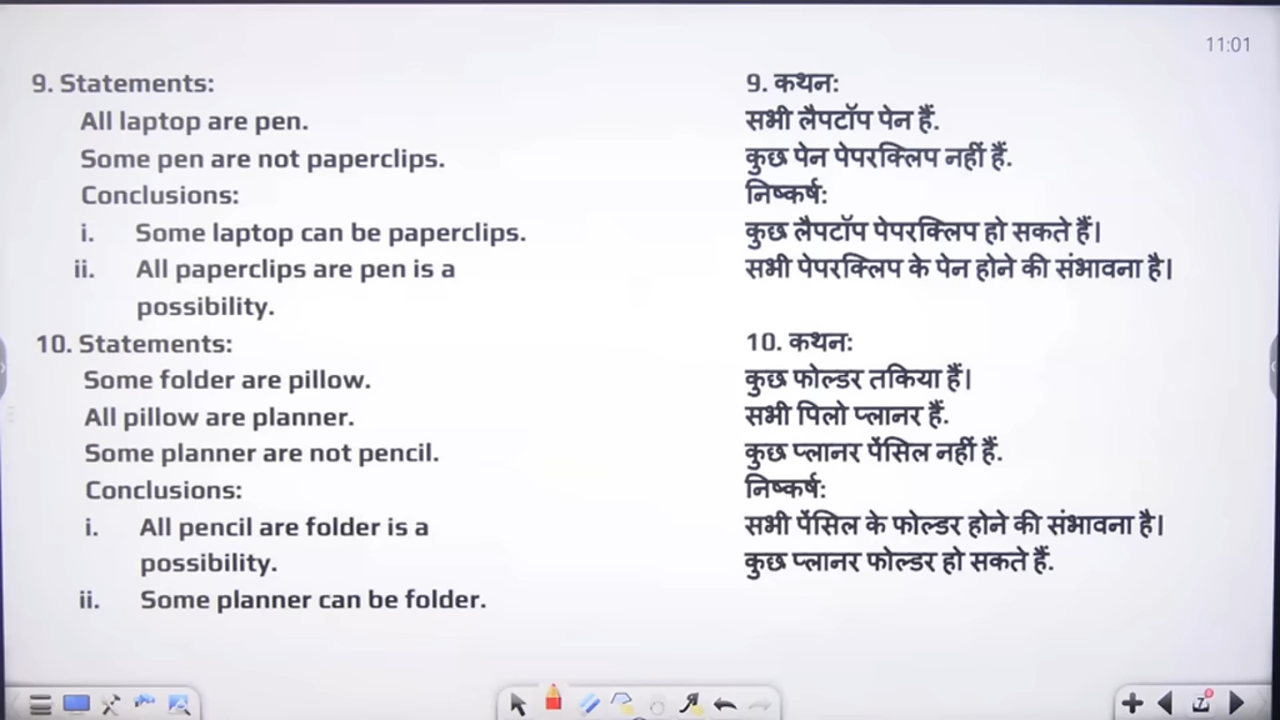 11:01
9. Statements:
All laptop are pen.
Some pen are not paperclips.
Conclusions:
i. Some laptop can be paperclips.
ii. All paperclips are pen is a
possibility.
10. Statements:
Some folder are pillow.
All pillow are planner.
Some planner are not pencil.
Conclusions:
i. All pencil are folder is a
possibility.
ii. Some planner can be folder.
9. कथन:
सभी लैपटॉप पेन हैं.
कुछ पेन पेपरक्लिप नहीं हैं.
निष्कर्ष:
कुछ लैपटॉप पेपरक्लिप हो सकते हैं।
सभी पेपरक्लिप के पेन होने की संभावना है।
10. कथन:
कुछ फोल्डर तकिया हैं।
सभी पिलो प्लानर हैं.
कुछ प्लानर पेंसिल नहीं हैं.
निष्कर्ष:
सभी पेंसिल के फोल्डर होने की संभावना है।
कुछ प्लानर फोल्डर हो सकते हैं.
7